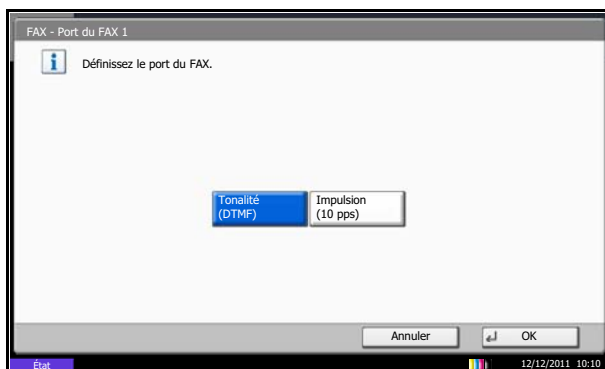 FAX - Port du FAX 1
Définissez le port du FAX.
Tonalité
(DTMF)
Impulsion
(10 pps)
Annuler
OK
État
12/12/2011 10:10